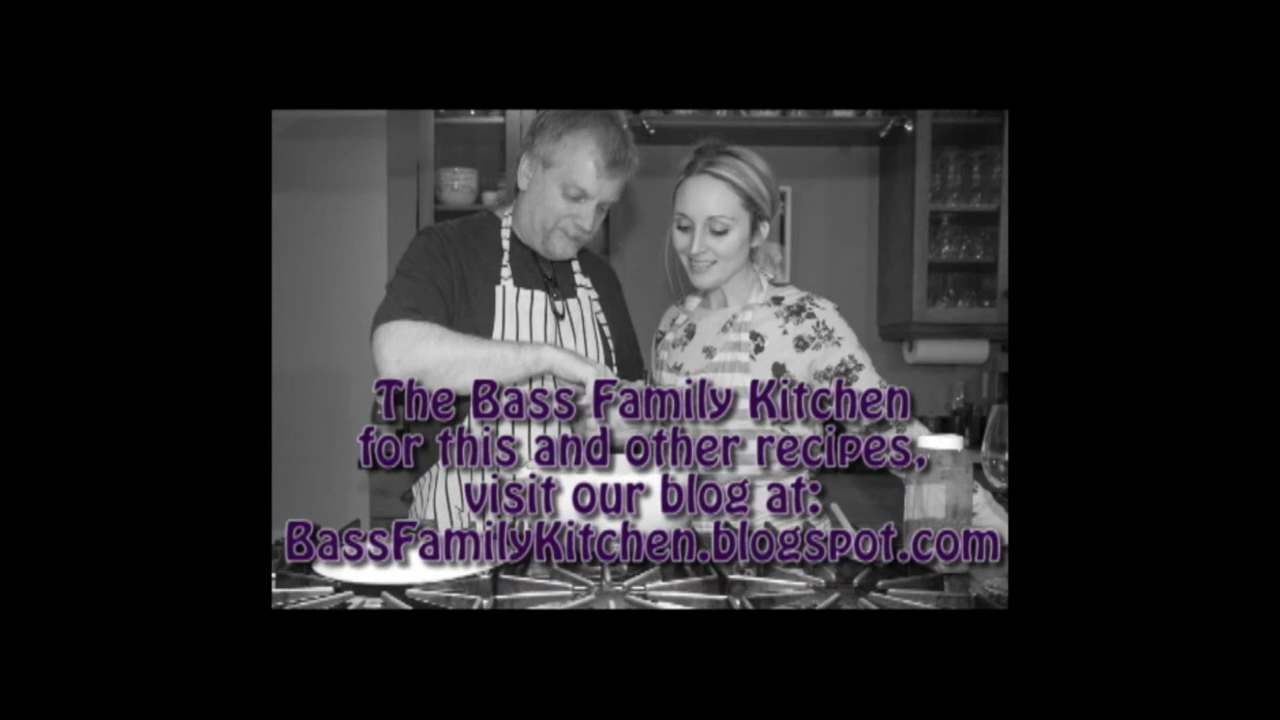 The Bass Family Kitchen
for this and other recipes,
visit our blog at:
BassFamilyKitchen.blogspot.com